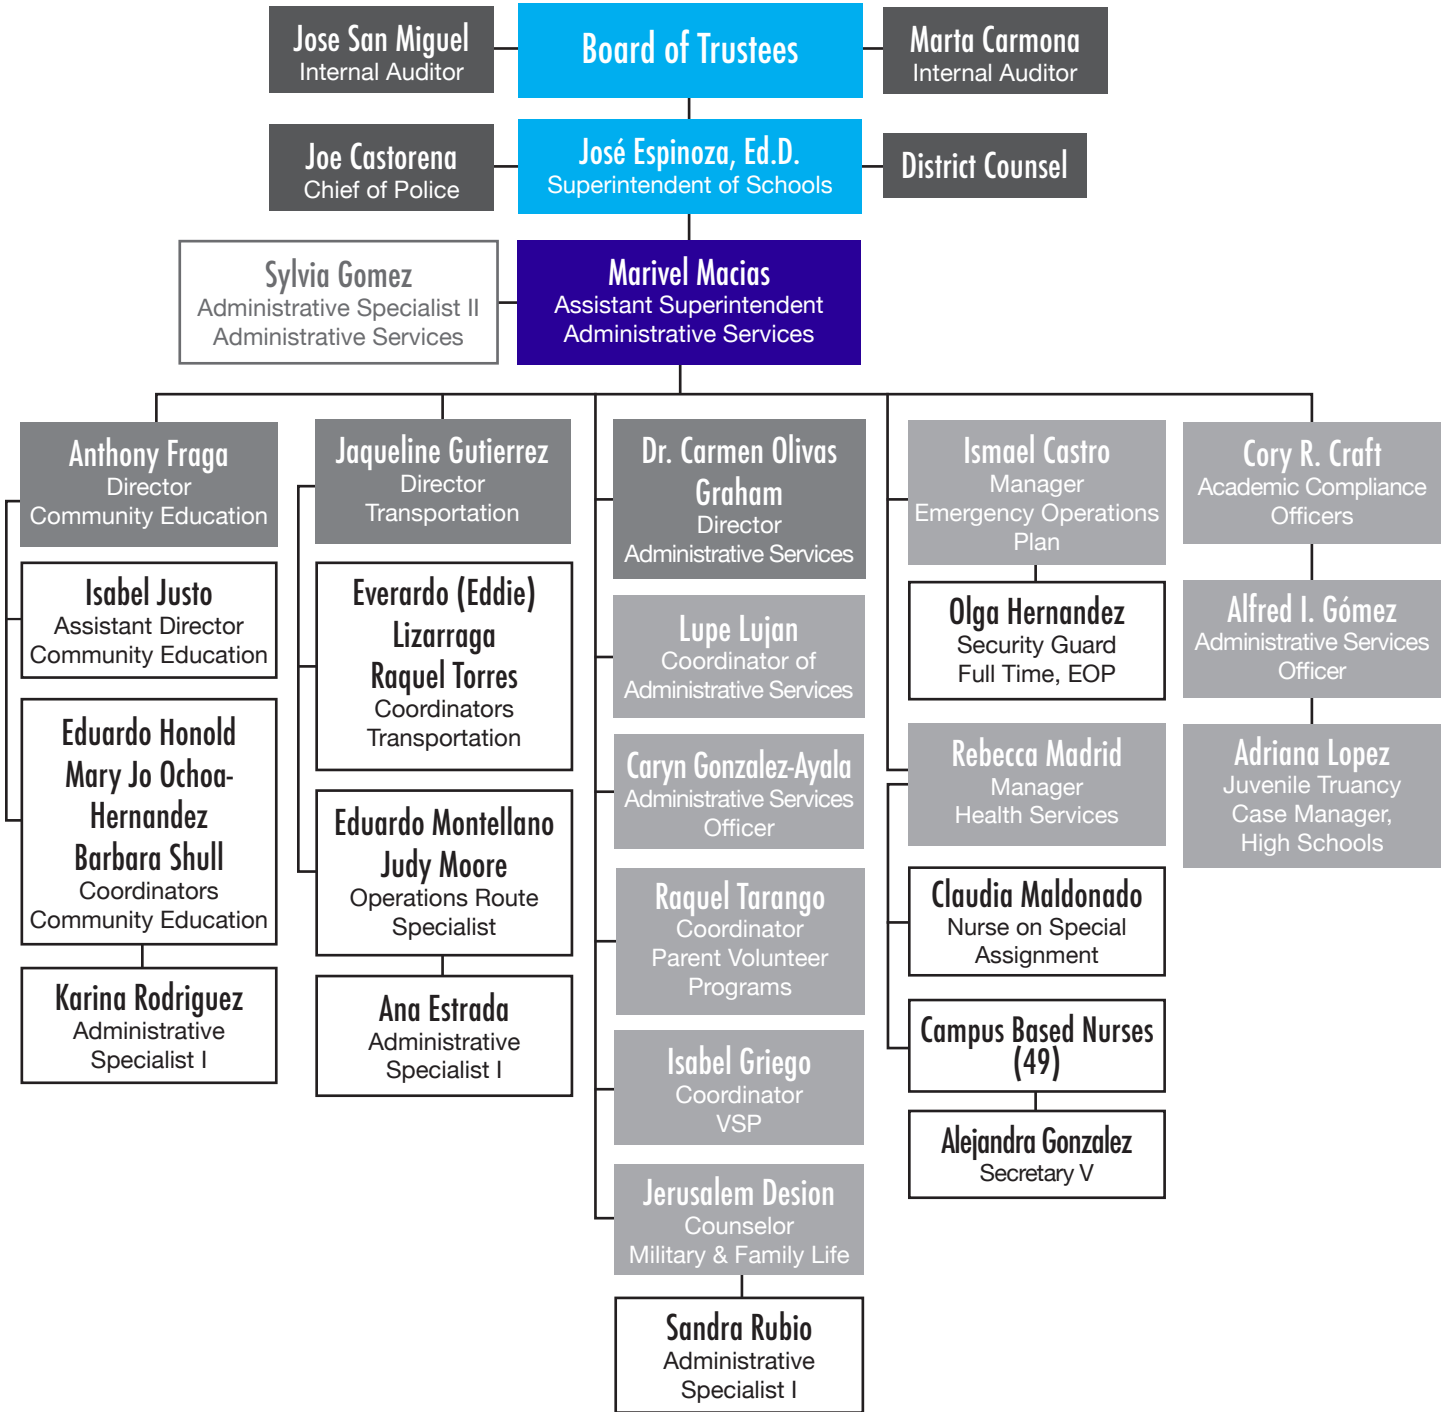 Jose San Miguel
Internal Auditor
Board of Trustees
Marta Carmona
Internal Auditor
Joe Castorena
Chief of Police
José Espinoza, Ed.D.
Superintendent of Schools
District Counsel
Sylvia Gomez
Administrative Specialist II
Administrative Services
Marivel Macias
Assistant Superintendent
Administrative Services
Anthony Fraga
Director
Community Education
Isabel Justo
Assistant Director
Community Education
Eduardo Honold
Mary Jo Ochoa-
Hernandez
Barbara Shull
Coordinators
Community Education
Karina Rodriguez
Administrative
Specialist I
Jaqueline Gutierrez
Director
Transportation
Everardo (Eddie)
Lizarraga
Raquel Torres
Coordinators
Transportation
Eduardo Montellano
Judy Moore
Operations Route
Specialist
Ana Estrada
Administrative
Specialist I
Dr. Carmen Olivas
Graham
Director
Administrative Services
Lupe Lujan
Coordinator of
Administrative Services
Caryn Gonzalez-Ayala
Administrative Services
Officer
Raquel Tarango
Coordinator
Parent Volunteer
Programs
Isabel Griego
Coordinator
VSP
Jerusalem Desion
Counselor
Military & Family Life
Sandra Rubio
Administrative
Specialist I
Ismael Castro
Manager
Emergency Operations
Plan
Olga Hernandez
Security Guard
Full Time, EOP
Rebecca Madrid
Manager
Health Services
Claudia Maldonado
Nurse on Special
Assignment
Campus Based Nurses
(49)
Alejandra Gonzalez
Secretary V
Cory R. Craft
Academic Compliance
Officers
Alfred I. Gómez
Administrative Services
Officer
Adriana Lopez
Juvenile Truancy
Case Manager,
High Schools